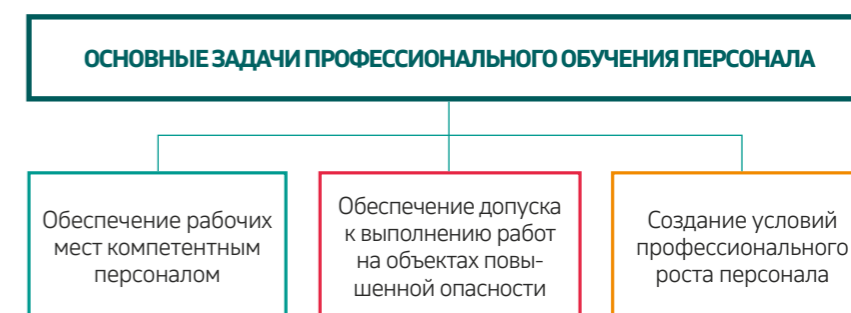 ОСНОВНЫЕ ЗАДАЧИ ПРОФЕССИОНАЛЬНОГО ОБУЧЕНИЯ ПЕРСОНАЛА
Обеспечение рабочих
мест компетентным
персоналом
Обеспечение допуска
к выполнению работ
на объектах повы-
шенной опасности
Создание условий
профессионального
роста персонала